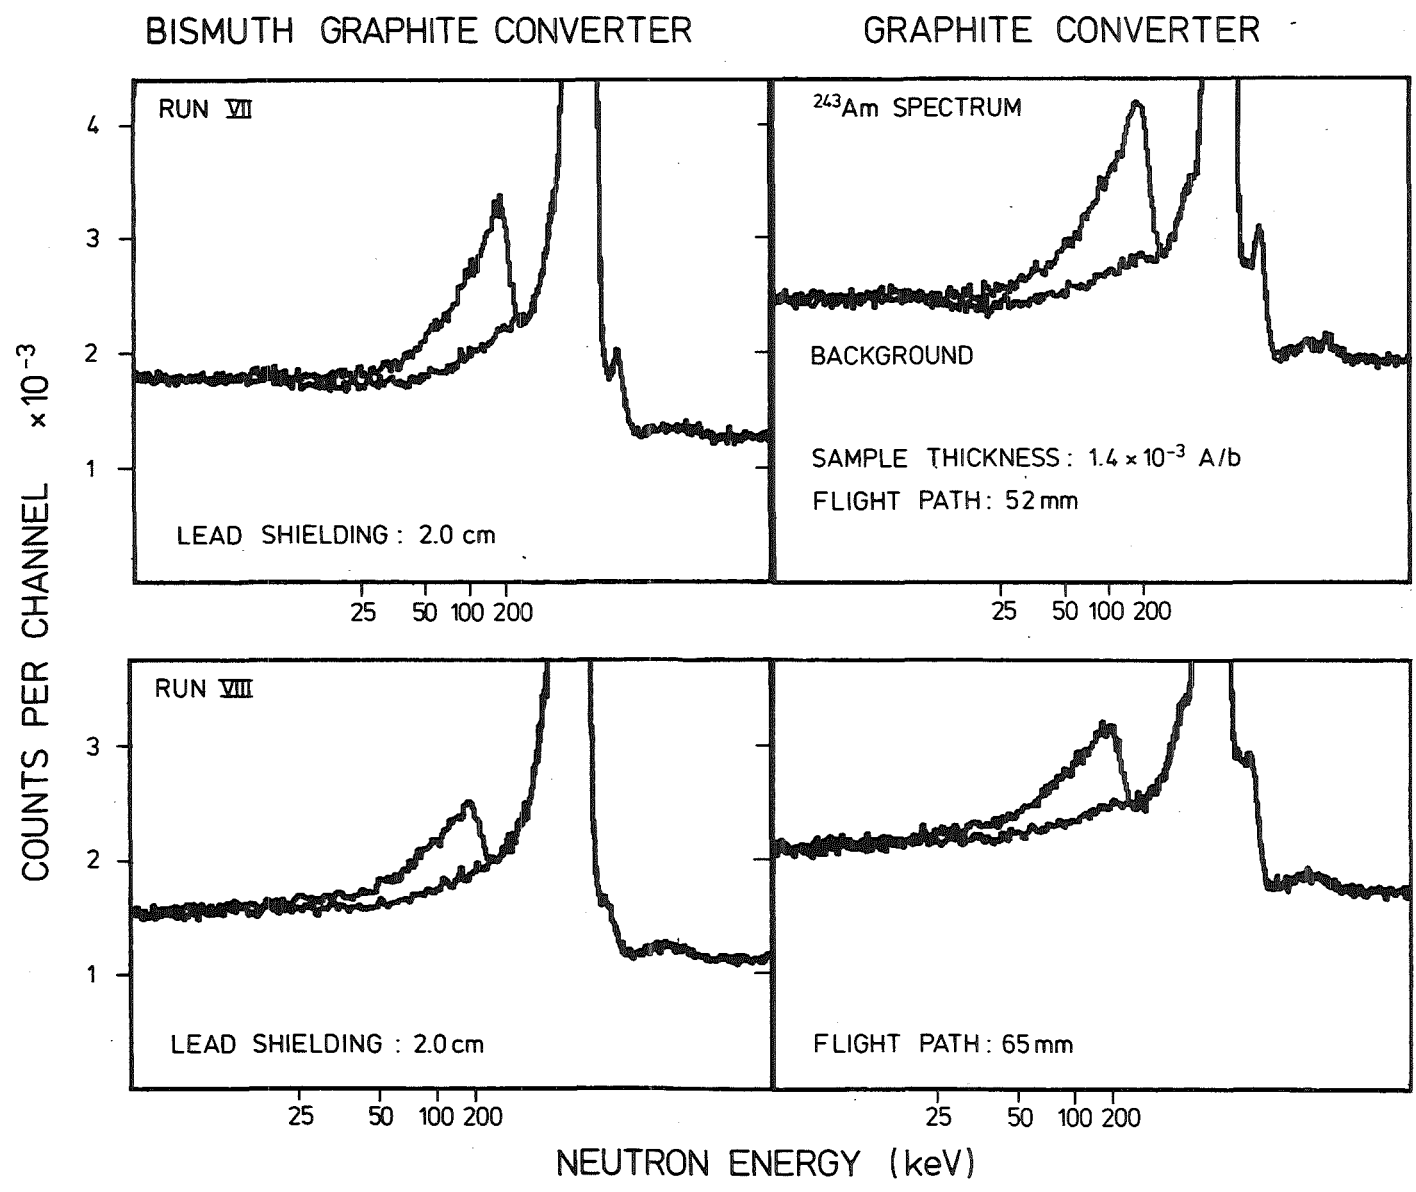 BISMUTH GRAPHITE CONVERTER
GRAPHITE CONVERTER
COUNTS PER CHANNEL ×10⁻³
RUN VII
4
3
2
1
LEAD SHIELDING: 2.0 cm
25 50 100 200
²⁴³Am SPECTRUM
BACKGROUND
SAMPLE THICKNESS: 1.4 × 10⁻³ A/b
FLIGHT PATH: 52 mm
25 50 100 200
RUN VIII
3
2
1
LEAD SHIELDING : 2.0 cm
25 50 100 200
FLIGHT PATH: 65 mm
25 50 100 200
NEUTRON ENERGY (keV)